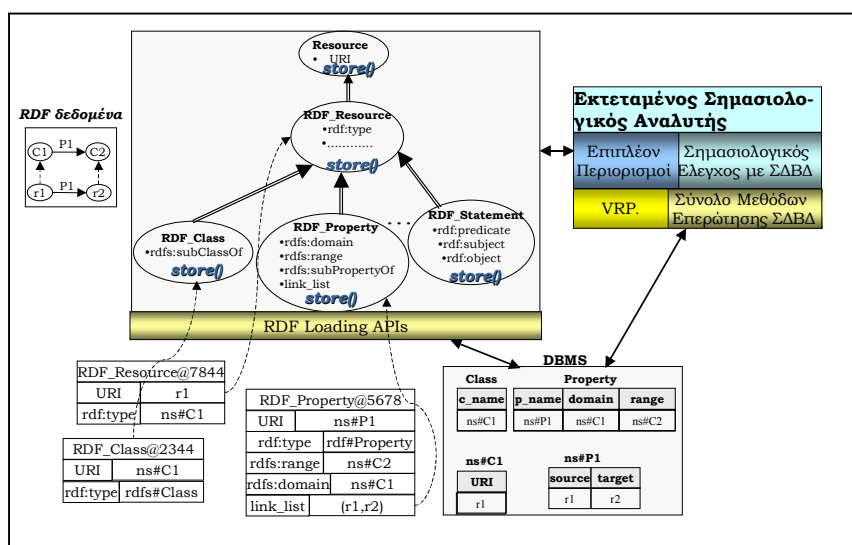 Resource
• URI
store()
RDF_Resource
•rdf:type
•............
store()
RDF δεδομένα
C1 P1 C2
r1 P1 r2
RDF_Class
•rdfs:subClassOf
store()
RDF_Property
•rdfs:domain
•rdfs:range
•rdfs:subPropertyOf
•link_list
store()
. . .
RDF_Statement
•rdf:predicate
•rdf:subject
•rdf:object
store()
RDF Loading APIs
Εκτεταμένος Σημασιολο-
γικός Αναλυτής
Επιπλέον
Περιορισμοί
Σημασιολογικός
Ελεγχος με ΣΔΒΔ
VRP.
Σύνολο Μεθόδων
Επερώτησης ΣΔΒΔ
RDF_Resource@7844
URI r1
rdf:type ns#C1
RDF_Class@2344
URI ns#C1
rdf:type rdfs#Class
RDF_Property@5678
URI ns#P1
rdf:type rdf#Property
rdfs:range ns#C2
rdfs:domain ns#C1
link_list (r1,r2)
DBMS
Class Property
c_name p_name domain range
ns#C1 ns#P1 ns#C1 ns#C2
ns#C1 ns#P1
URI source target
r1 r1 r2